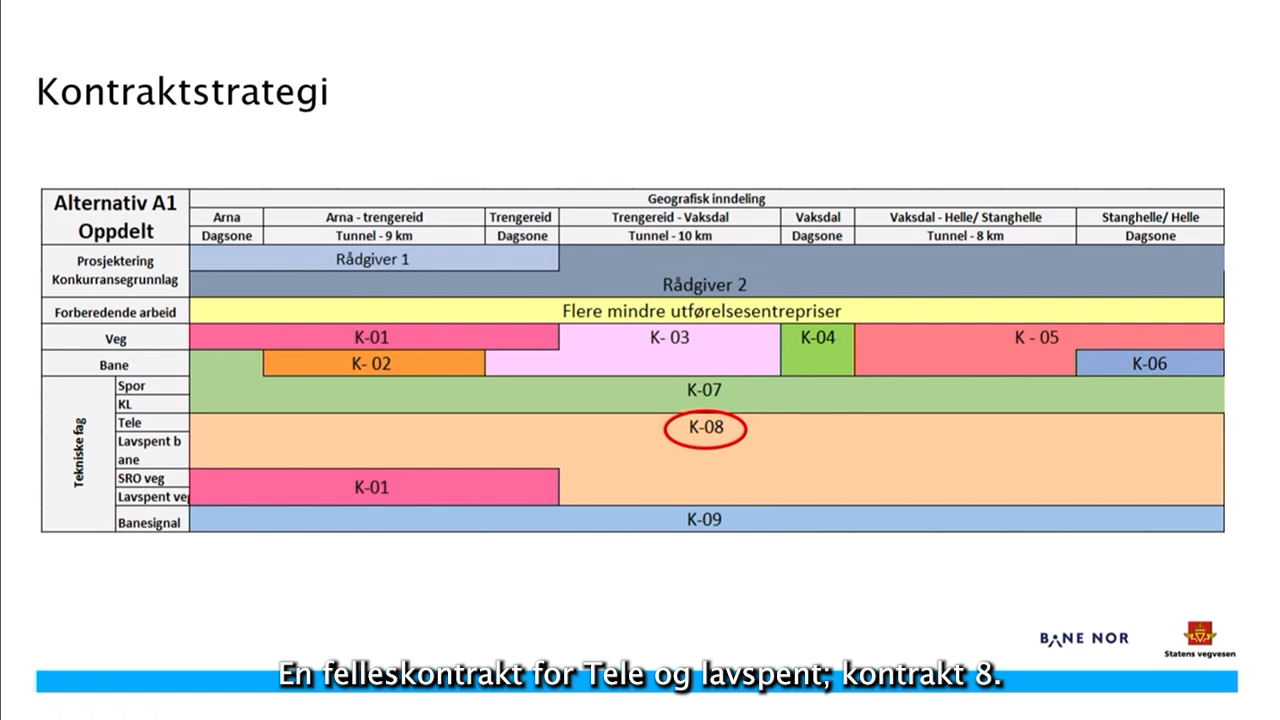 Kontraktstrategi
Alternativ A1
Oppdelt
Geografisk inndeling
Arna
Arna - trengereid
Trengereid
Trengereid - Vaksdal
Vaksdal
Vaksdal - Helle/ Stanghelle
Stanghelle/ Helle
Dagsone
Tunnel - 9 km
Dagsone
Tunnel - 10 km
Dagsone
Tunnel - 8 km
Dagsone
Prosjektering
Konkurransegrunnlag
Rådgiver 1
Rådgiver 2
Forberedende arbeid
Flere mindre utførelsesentrepriser
Veg
K-01
K- 03
K-04
K - 05
Bane
K- 02
K-06
Tekniske fag
Spor
KL
K-07
Tele
K-08
Lavspent b
ane
SRO veg
Lavspent veg
K-01
Banesignal
K-09
BANE NOR
Statens vegvesen
En felleskontrakt for Tele og lavspent; kontrakt 8.